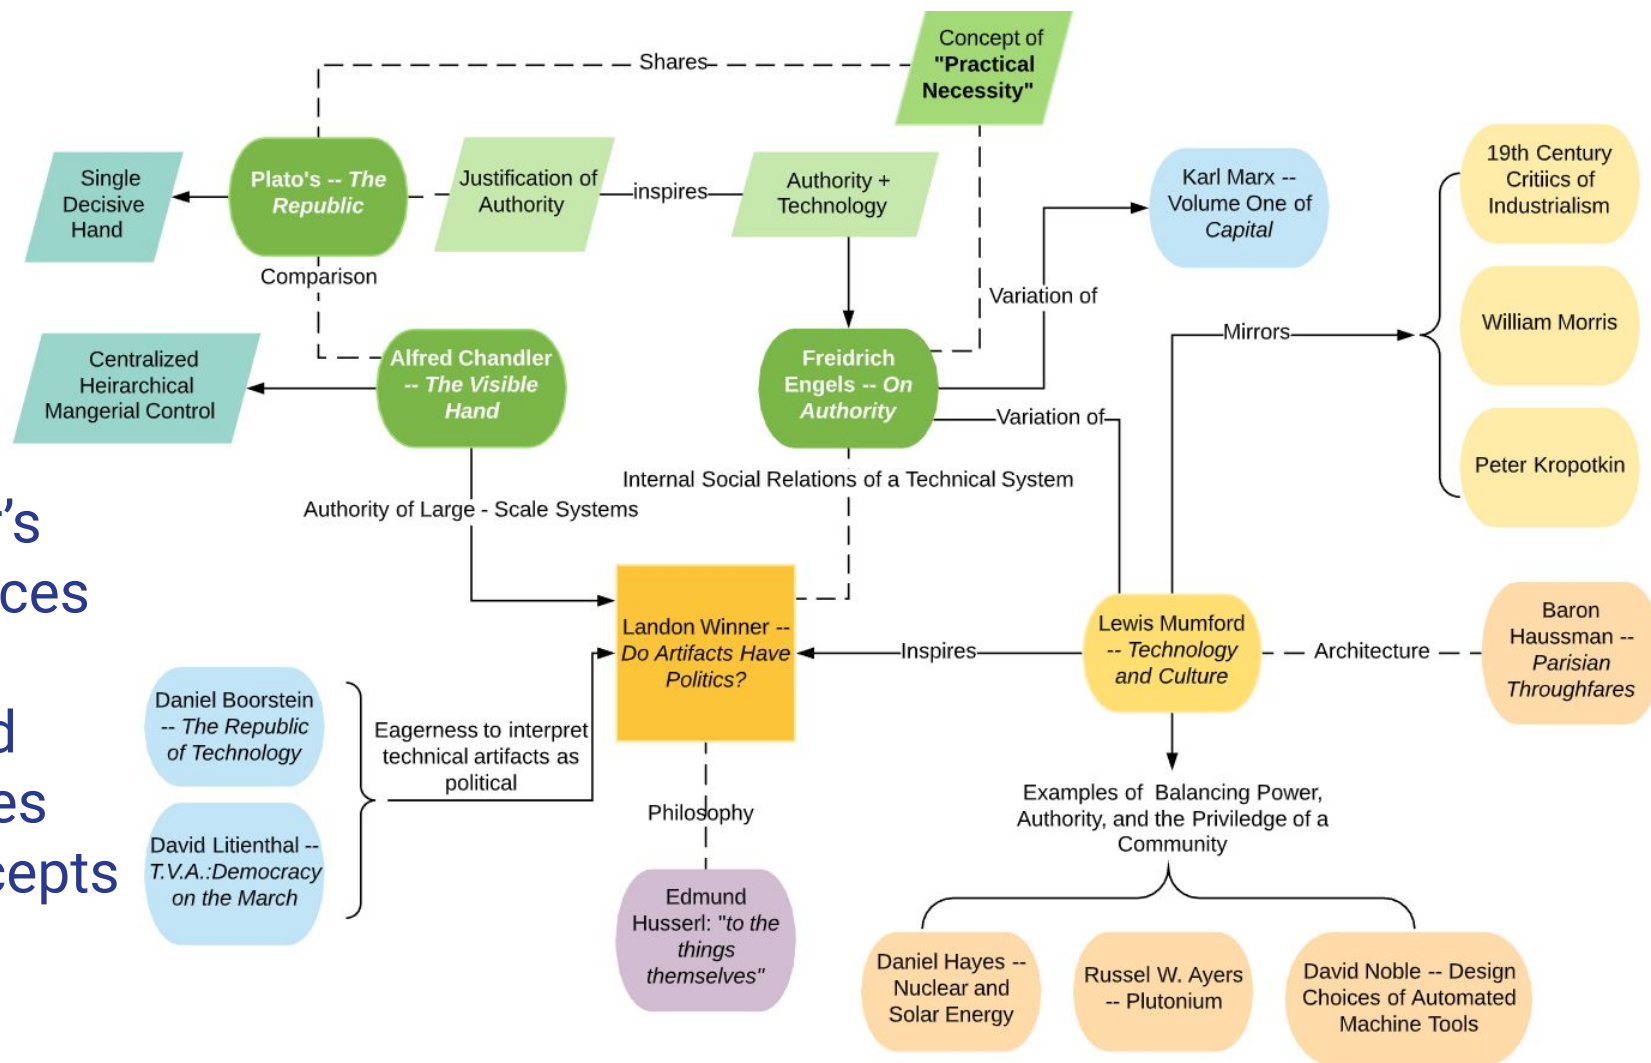 Concept of
"Practical
Necessity"
Shares
Single
Decisive
Hand
Plato's -- The
Republic
Justification of
Authority
inspires
Authority +
Technology
Karl Marx --
Volume One of
Capital
19th Century
Critiics of
Industrialism
Comparison
Variation of
William Morris
Mirrors
Centralized
Heirarchical
Mangerial Control
Alfred Chandler
-- The Visible
Hand
Freidrich
Engels -- On
Authority
Variation of
Peter Kropotkin
Internal Social Relations of a Technical System
Authority of Large - Scale Systems
r's
ces
d
es
cepts
Landon Winner --
Do Artifacts Have
Politics?
Inspires
Lewis Mumford
-- Technology
and Culture
Architecture
Baron
Haussman --
Parisian
Throughfares
Daniel Boorstein
-- The Republic
of Technology
David Litienthal --
T.V.A.:Democracy
on the March
Eagerness to interpret
technical artifacts as
political
Philosophy
Edmund
Husserl: "to the
things
themselves"
Examples of Balancing Power,
Authority, and the Priviledge of a
Community
Daniel Hayes --
Nuclear and
Solar Energy
Russel W. Ayers
-- Plutonium
David Noble -- Design
Choices of Automated
Machine Tools